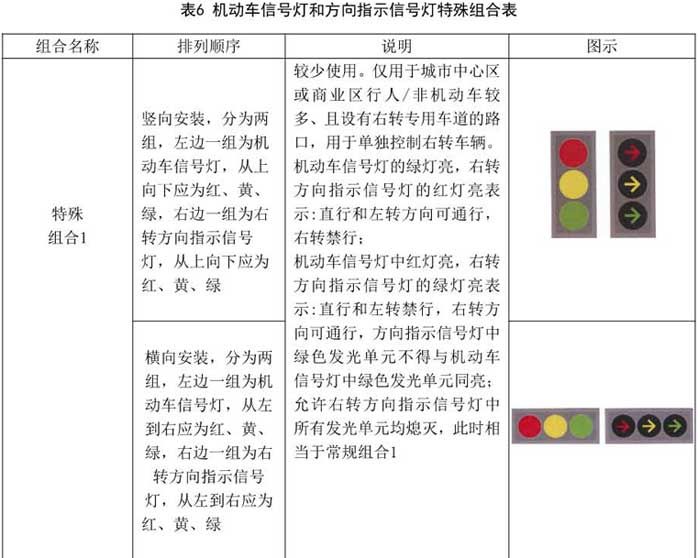 表6 机动车信号灯和方向指示信号灯特殊组合表
组合名称
排列顺序
说明
图示
特殊
组合1
竖向安装，分为两
组，左边一组为机
动车信号灯，从上
向下应为红、黄、
绿，右边一组为右
转方向指示信号
灯，从上向下应为
红、黄、绿
横向安装，分为两
组，左边一组为机
动车信号灯，从左
到右应为红、黄、
绿，右边一组为右
转方向指示信号
灯，从左到右应为
红、黄、绿
较少使用。仅用于城市中心区
或商业区行人/非机动车较
多、且设有右转专用车道的路
口，用于单独控制右转车辆。
机动车信号灯的绿灯亮，右转
方向指示信号灯的红灯亮表
示:直行和左转方向可通行，
右转禁行；
机动车信号灯中红灯亮，右转
方向指示信号灯的绿灯亮表
示:直行和左转禁行，右转方
向可通行，方向指示信号灯中
绿色发光单元不得与机动车
信号灯中绿色发光单元同亮；
允许右转方向指示信号灯中
所有发光单元均熄灭，此时相
当于常规组合1